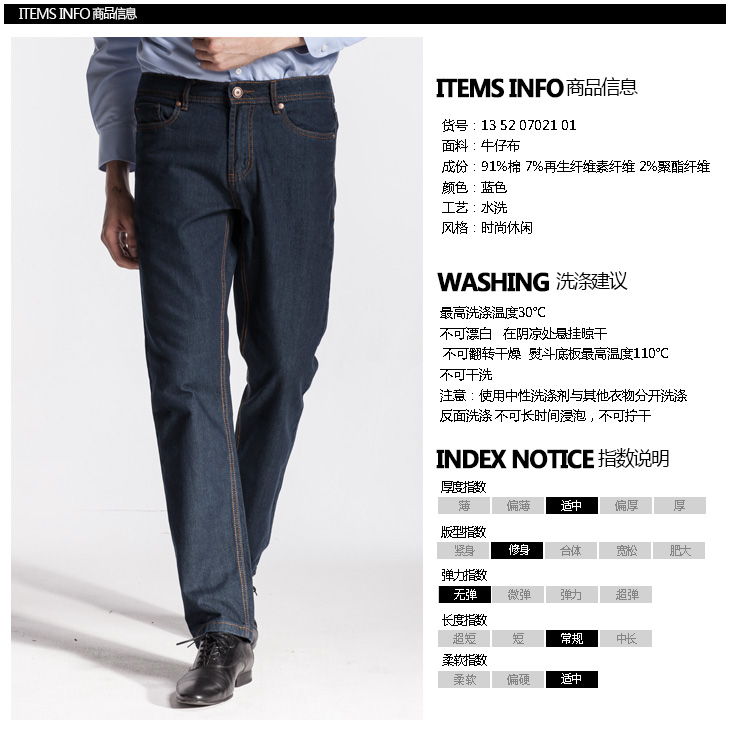 ITEMS INFO 商品信息
ITEMS INFO 商品信息
货号：13 52 07021 01
面料：牛仔布
成份：91%棉 7%再生纤维素纤维 2%聚酯纤维
颜色：蓝色
工艺：水洗
风格：时尚休闲
WASHING 洗涤建议
最高洗涤温度30℃
不可漂白 在阴凉处悬挂晾干
不可翻转干燥 熨斗底板最高温度110℃
不可干洗
注意：使用中性洗涤剂与其他衣物分开洗涤
反面洗涤 不可长时间浸泡，不可拧干
INDEX NOTICE 指数说明
厚度指数
薄 偏薄 适中 偏厚 厚
版型指数
紧身 修身 合体 宽松 肥大
弹力指数
无弹 微弹 弹力 超弹
长度指数
超短 短 常规 中长
柔软指数
柔软 偏硬 适中